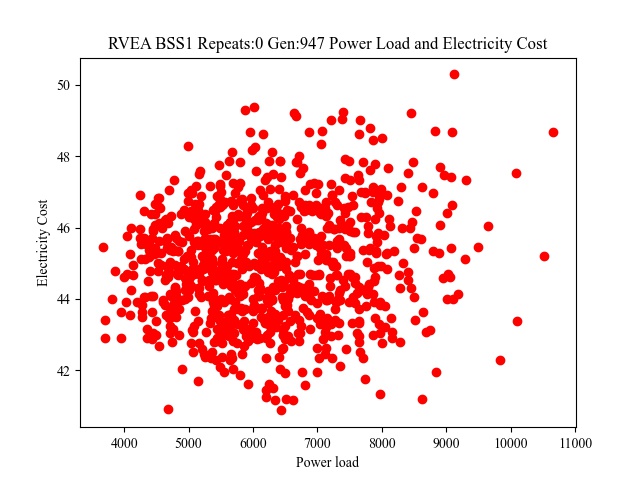 RVEA BSS1 Repeats:0 Gen:947 Power Load and Electricity Cost
50
48
46
44
42
Electricity Cost
4000 5000 6000 7000 8000 9000 10000 11000
Power load